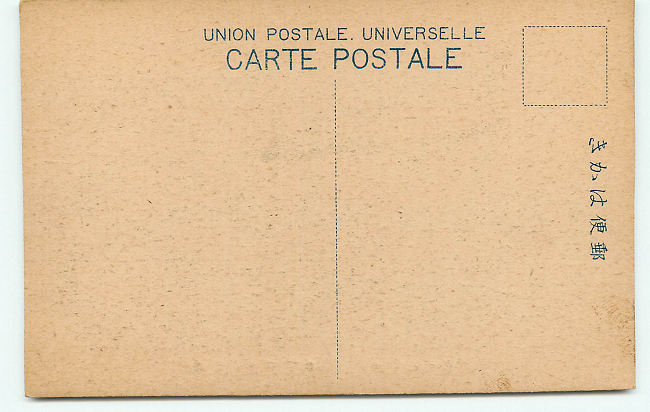 UNION POSTALE. UNIVERSELLE
CARTE POSTALE
きかは便郵